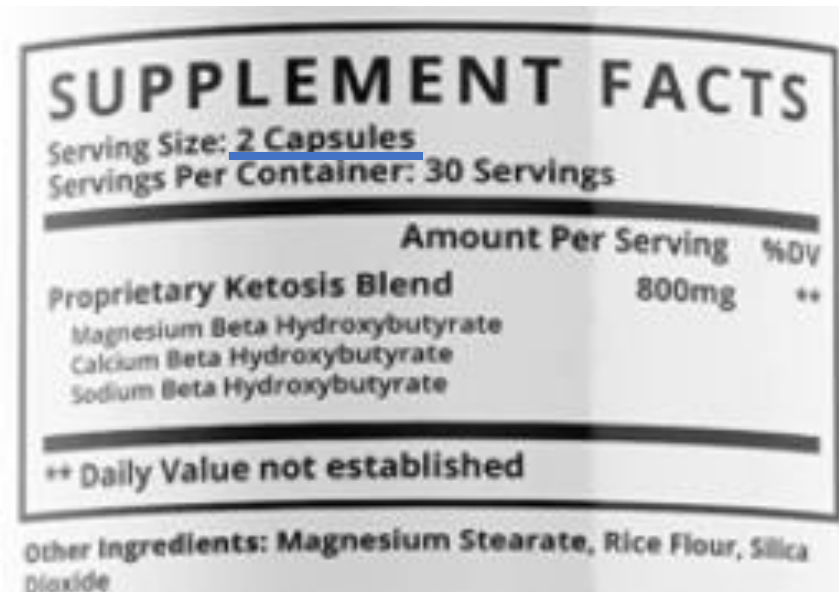 SUPPLEMENT FACTS
Serving Size: 2 Capsules
Servings Per Container: 30 Servings
Amount Per Serving %DV
Proprietary Ketosis Blend 800mg **
Magnesium Beta Hydroxybutyrate
Calcium Beta Hydroxybutyrate
Sodium Beta Hydroxybutyrate
** Daily Value not established
Other Ingredients: Magnesium Stearate, Rice Flour, Silica
Dioxide